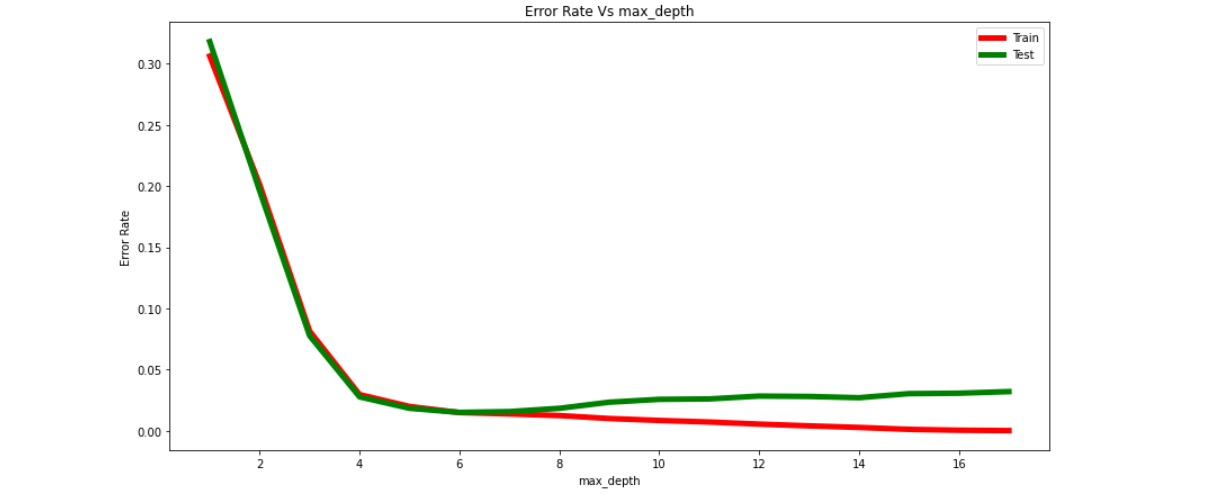 Error Rate Vs max_depth
Train
Test
0.30
0.25
0.20
0.15
0.10
0.05
0.00
Error Rate
2 4 6 8 10 12 14 16
max_depth